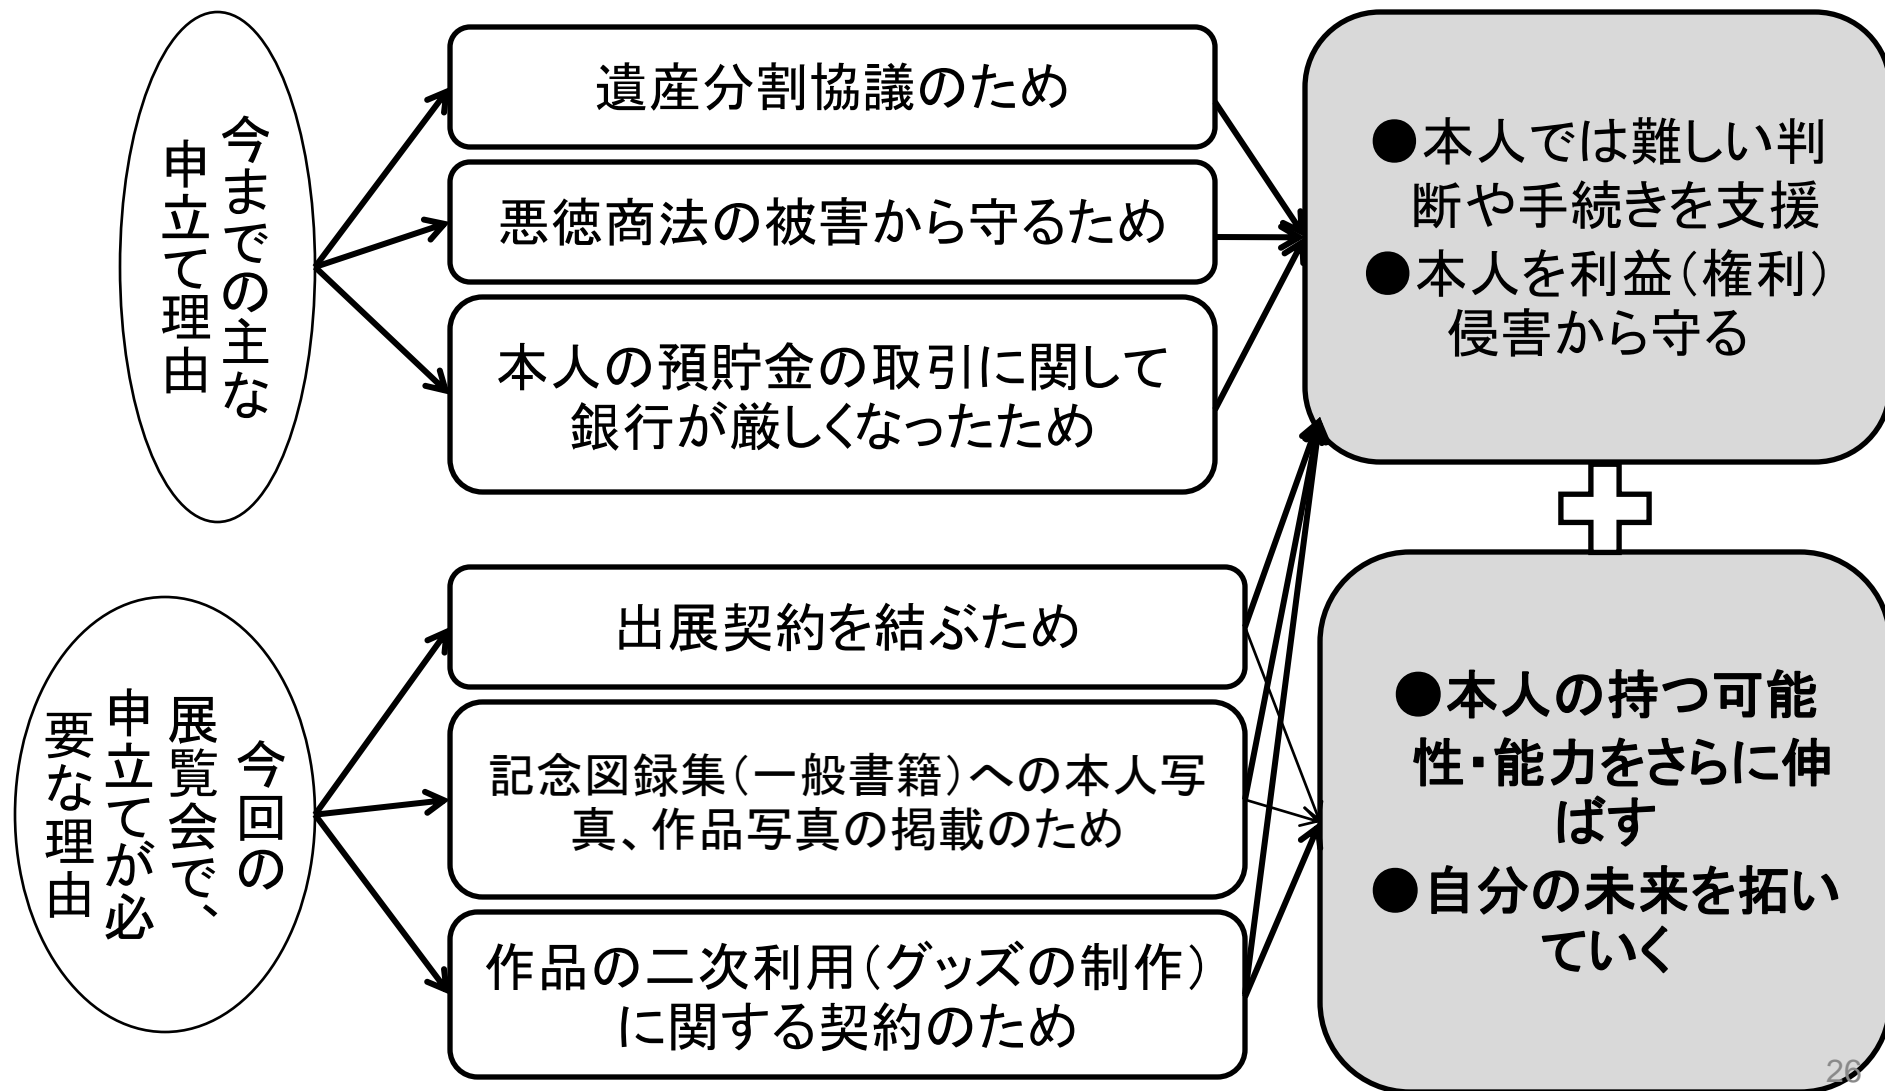 今までの主な
申立て理由
遺産分割協議のため
悪徳商法の被害から守るため
本人の預貯金の取引に関して
銀行が厳しくなったため
●本人では難しい判
断や手続きを支援
●本人を利益（権利）
侵害から守る
今回の
展覧会で、
申立てが必
要な理由
出展契約を結ぶため
記念図録集（一般書籍）への本人写
真、作品写真の掲載のため
作品の二次利用（グッズの制作）
に関する契約のため
●本人の持つ可能
性・能力をさらに伸
ばす
●自分の未来を拓い
ていく
26